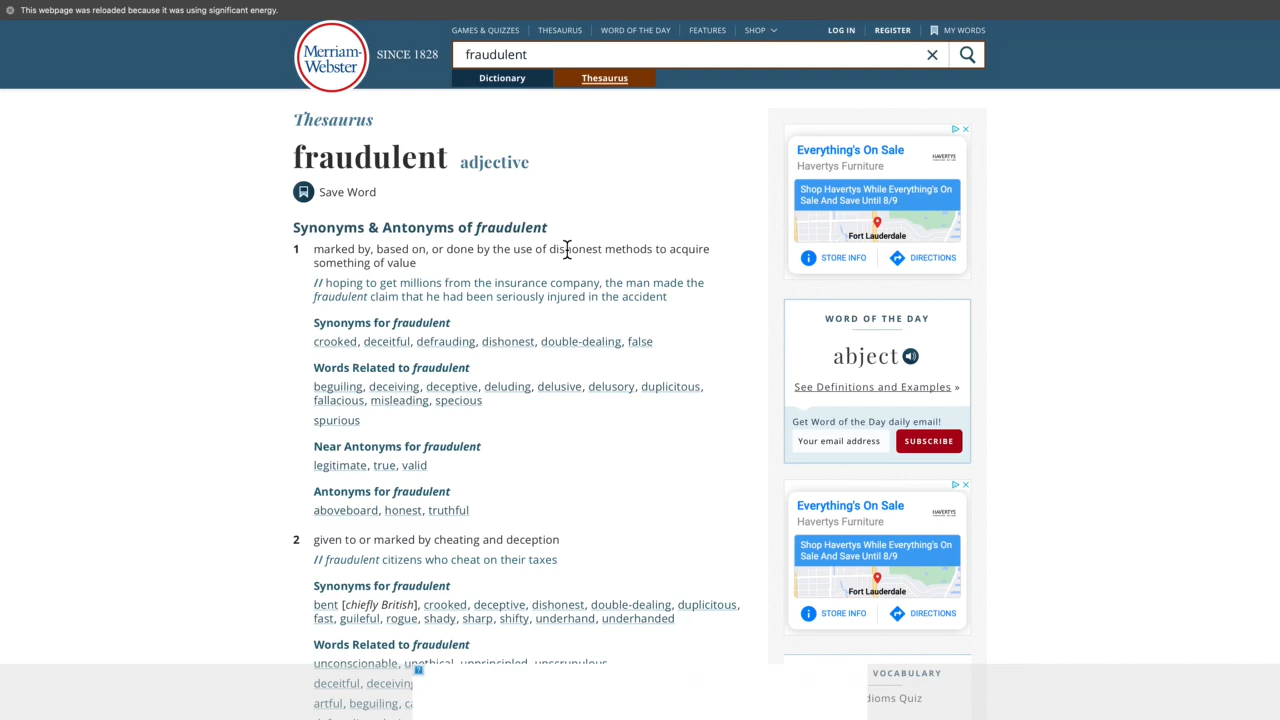 This webpage was reloaded because it was using significant energy.
GAMES & QUIZZES THESAURUS WORD OF THE DAY FEATURES SHOP LOG IN REGISTER MY WORDS
Merriam-
Webster
SINCE 1828
fraudulent
Dictionary Thesaurus
Thesaurus
fraudulent adjective
Save Word
Synonyms & Antonyms of fraudulent
1 marked by, based on, or done by the use of dishonest methods to acquire
something of value
// hoping to get millions from the insurance company, the man made the
fraudulent claim that he had been seriously injured in the accident
Synonyms for fraudulent
crooked, deceitful, defrauding, dishonest, double-dealing, false
Words Related to fraudulent
beguiling, deceiving, deceptive, deluding, delusive, delusory, duplicitous,
fallacious, misleading, specious
spurious
Near Antonyms for fraudulent
legitimate, true, valid
Antonyms for fraudulent
aboveboard, honest, truthful
2 given to or marked by cheating and deception
// fraudulent citizens who cheat on their taxes
Synonyms for fraudulent
bent [chiefly British], crooked, deceptive, dishonest, double-dealing, duplicitous,
fast, guileful, rogue, shady, sharp, shifty, underhand, underhanded
Words Related to fraudulent
unconscionable, unethical, unprincipled, unscrupulous
deceitful, deceiving
artful, beguiling,
Everything's On Sale
Havertys Furniture
HAVERTYS
Shop Havertys While Everything's On
Sale And Save Until 8/9
Fort Lauderdale
STORE INFO DIRECTIONS
WORD OF THE DAY
abject
See Definitions and Examples »
Get Word of the Day daily email!
Your email address SUBSCRIBE
Everything's On Sale
Havertys Furniture
HAVERTYS
Shop Havertys While Everything's On
Sale And Save Until 8/9
Fort Lauderdale
STORE INFO DIRECTIONS
VOCABULARY
dioms Quiz